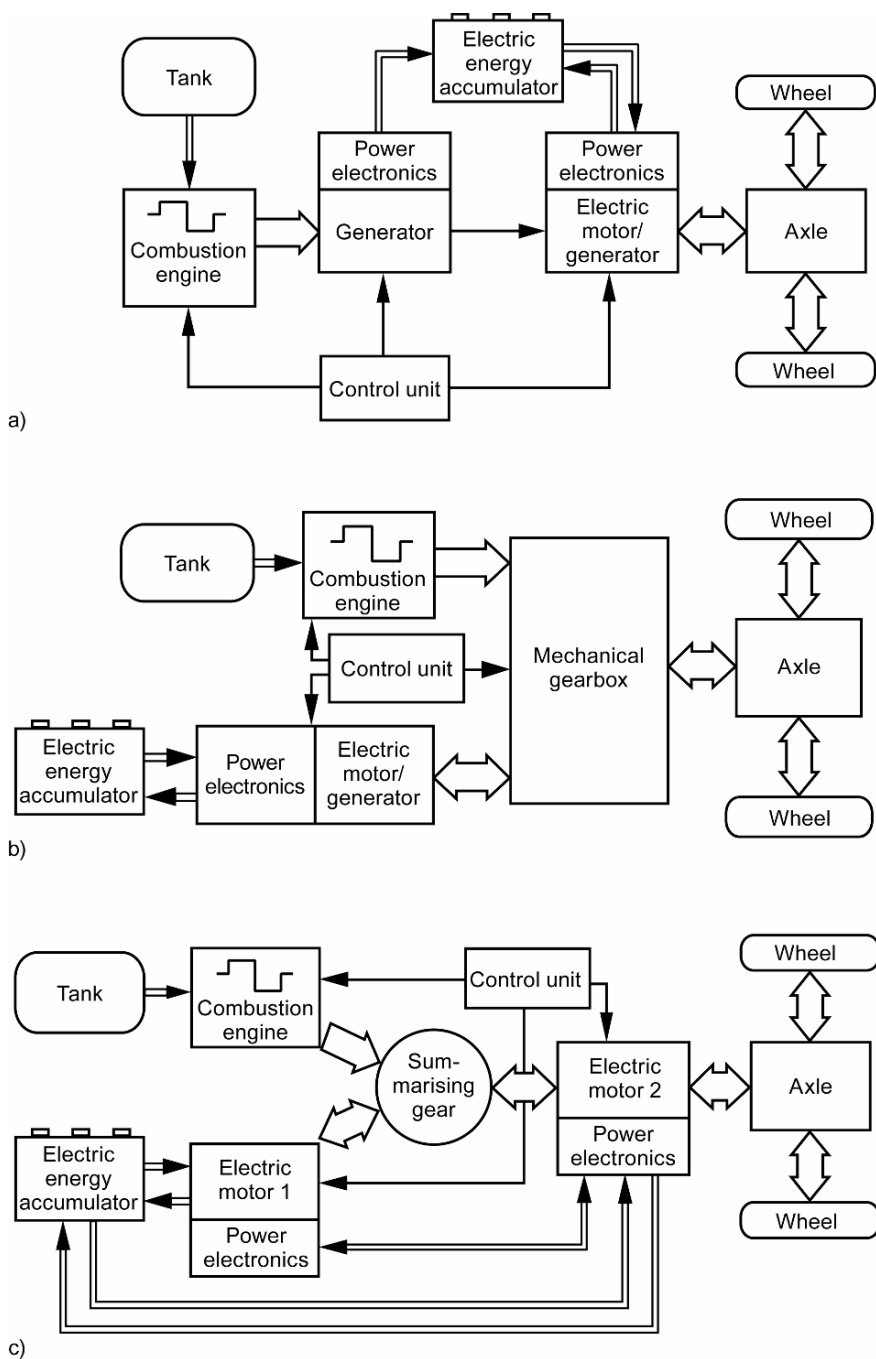 Tank
Electric
energy
accumulator
Wheel
Power
electronics
Power
electronics
Combustion
engine
Generator
Electric
motor/
generator
Axle
Wheel
Control unit
a)
Tank
Combustion
engine
Wheel
Control unit
Mechanical
gearbox
Axle
Electric
energy
accumulator
Power
electronics
Electric
motor/
generator
Wheel
b)
Tank
Combustion
engine
Control unit
Wheel
Sum-
marising
gear
Electric
motor 2
Axle
Power
electronics
Electric
energy
accumulator
Electric
motor 1
Power
electronics
Wheel
c)